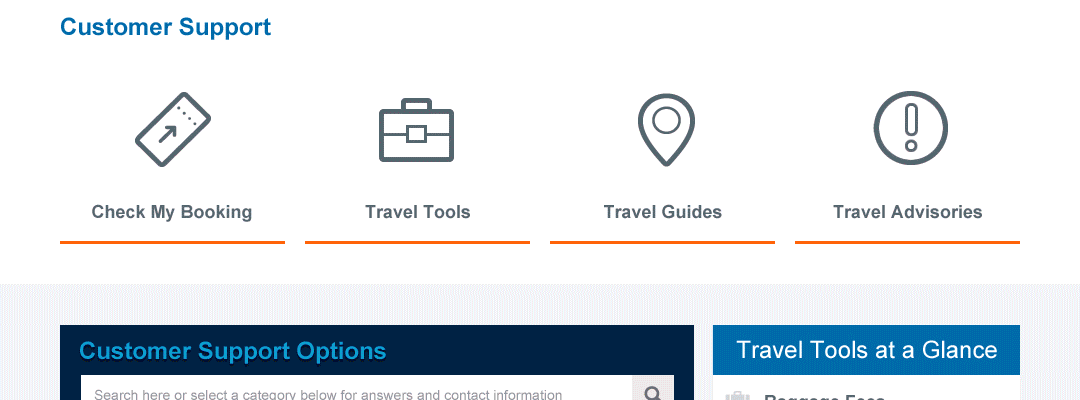 Customer Support
Check My Booking
Travel Tools
Travel Guides
Travel Advisories
Customer Support Options
Search here or select a category below for answers and contact information
Travel Tools at a Glance
Baggage Fees